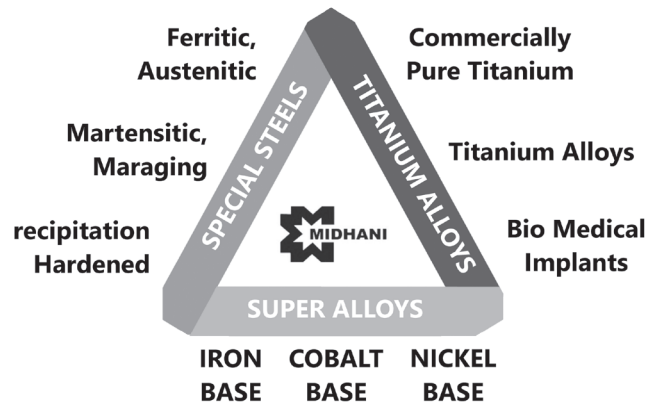 Ferritic,
Austenitic
Martensitic,
Maraging
recipitation
Hardened
SPECIAL STEELS
TITANIUM ALLOYS
MIDHANI
SUPER ALLOYS
Commercially
Pure Titanium
Titanium Alloys
Bio Medical
Implants
IRON
BASE
COBALT
BASE
NICKEL
BASE